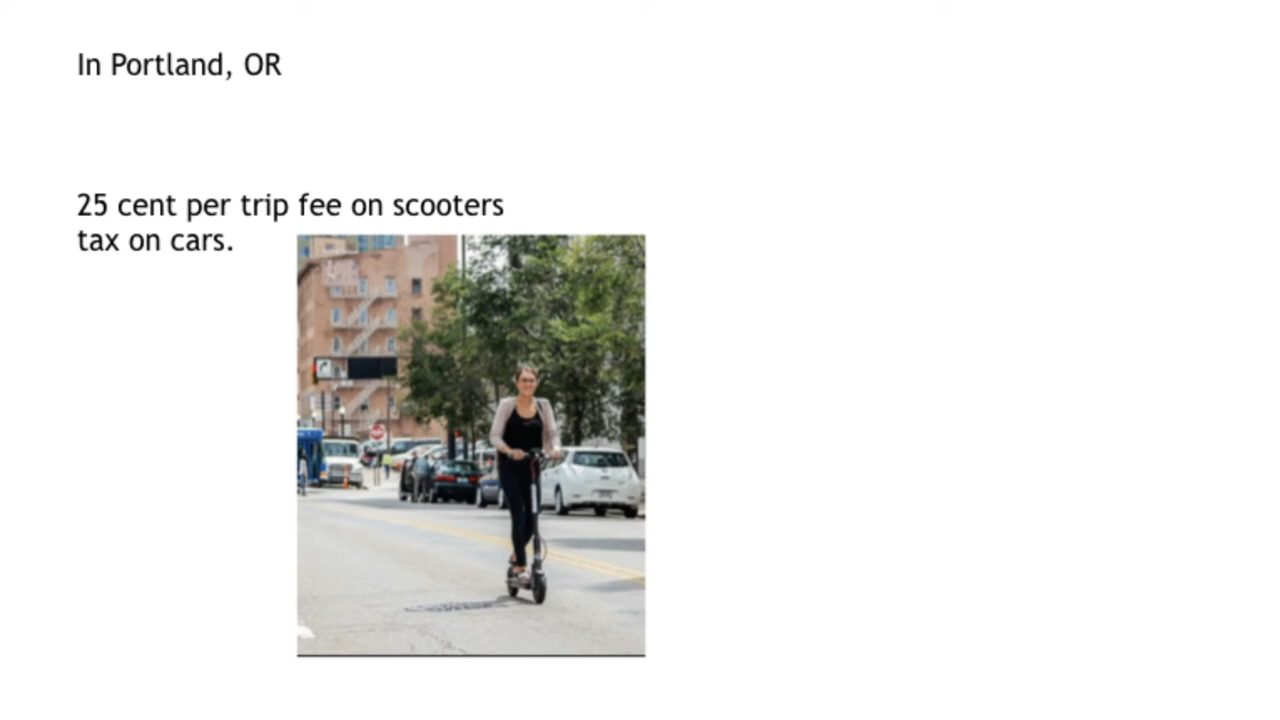 In Portland, OR
25 cent per trip fee on scooters
tax on cars.